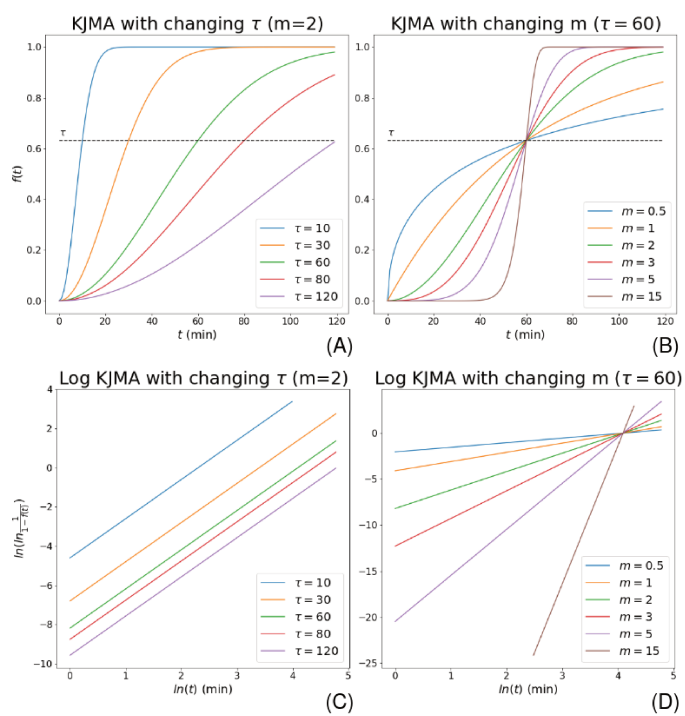 KJMA with changing τ (m=2)
1.0
0.8
0.6
0.4
0.2
0.0
f(t)
τ
τ = 10
τ = 30
τ = 60
τ = 80
τ = 120
0 20 40 60 80 100 120
t (min)
(A)
KJMA with changing m (τ = 60)
1.0
0.8
0.6
0.4
0.2
0.0
τ
m = 0.5
m = 1
m = 2
m = 3
m = 5
m = 15
0 20 40 60 80 100 120
t (min)
(B)
Log KJMA with changing τ (m=2)
4
2
0
−2
−4
−6
−8
−10
ln(ln 1/1−f(t))
τ = 10
τ = 30
τ = 60
τ = 80
τ = 120
0 1 2 3 4 5
ln(t) (min)
(C)
Log KJMA with changing m (τ = 60)
0
−5
−10
−15
−20
−25
m = 0.5
m = 1
m = 2
m = 3
m = 5
m = 15
0 1 2 3 4 5
ln(t) (min)
(D)